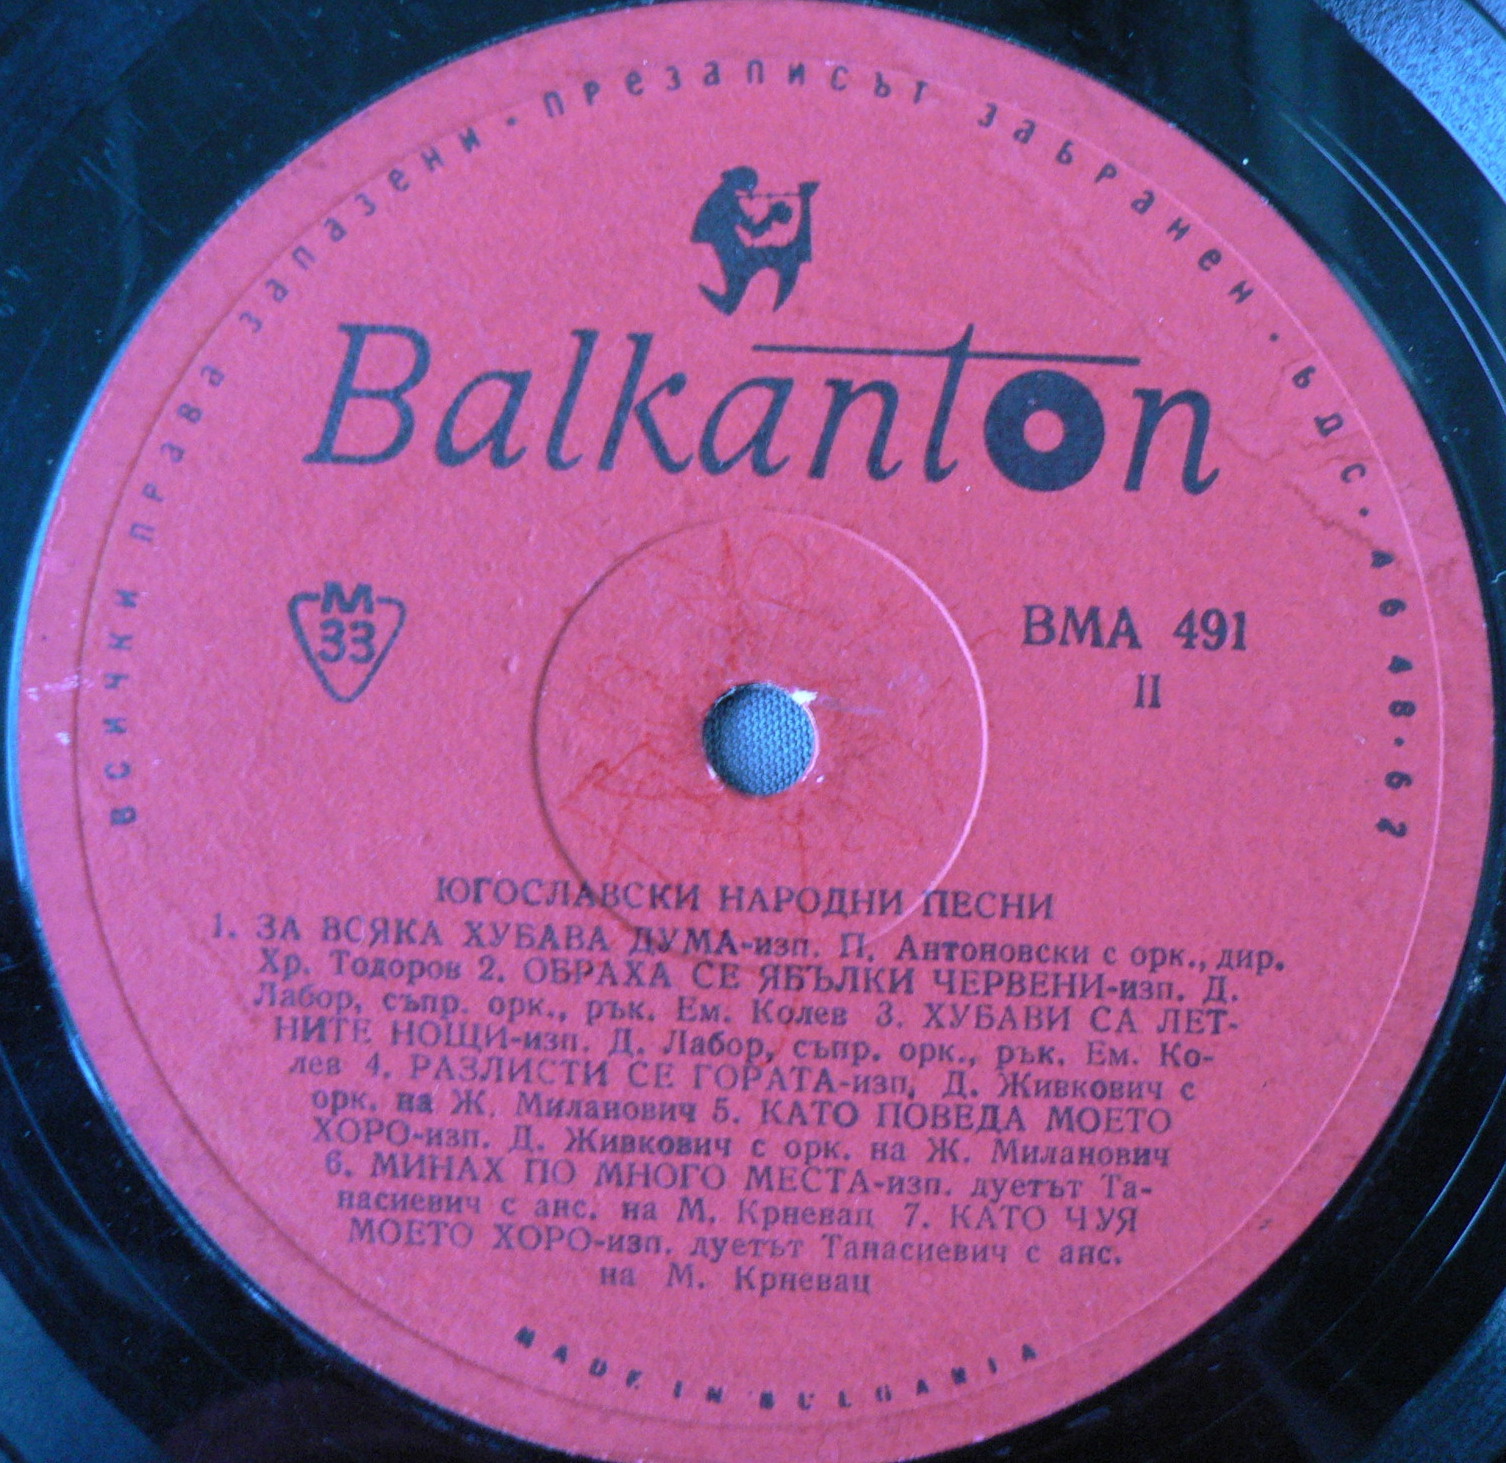 всички права запазени · презаписът забранен · БДС · 46 48·62
Balkanton
M
33
ВМА 491
II
ЮГОСЛАВСКИ НАРОДНИ ПЕСНИ
1. ЗА ВСЯКА ХУБАВА ДУМА-изп. П. Антоновски с орк., дир.
Хр. Тодоров 2. ОБРАХА СЕ ЯБЪЛКИ ЧЕРВЕНИ-изп. Д.
Лабор, съпр. орк., рък. Ем. Колев 3. ХУБАВИ СА ЛЕТ-
НИТЕ НОЩИ-изп. Д. Лабор, съпр. орк., рък. Ем. Ко-
лев 4. РАЗЛИСТИ СЕ ГОРАТА-изп. Д. Живкович с
орк. на Ж. Миланович 5. КАТО ПОВЕДА МОЕТО
ХОРО-изп. Д. Живкович с орк. на Ж. Миланович
6. МИНАХ ПО МНОГО МЕСТА-изп. дуетът Та-
насиевич с анс. на М. Крневац 7. КАТО ЧУЯ
МОЕТО ХОРО-изп. дуетът Танасиевич с анс.
на М. Крневац
MADE IN BULGARIA